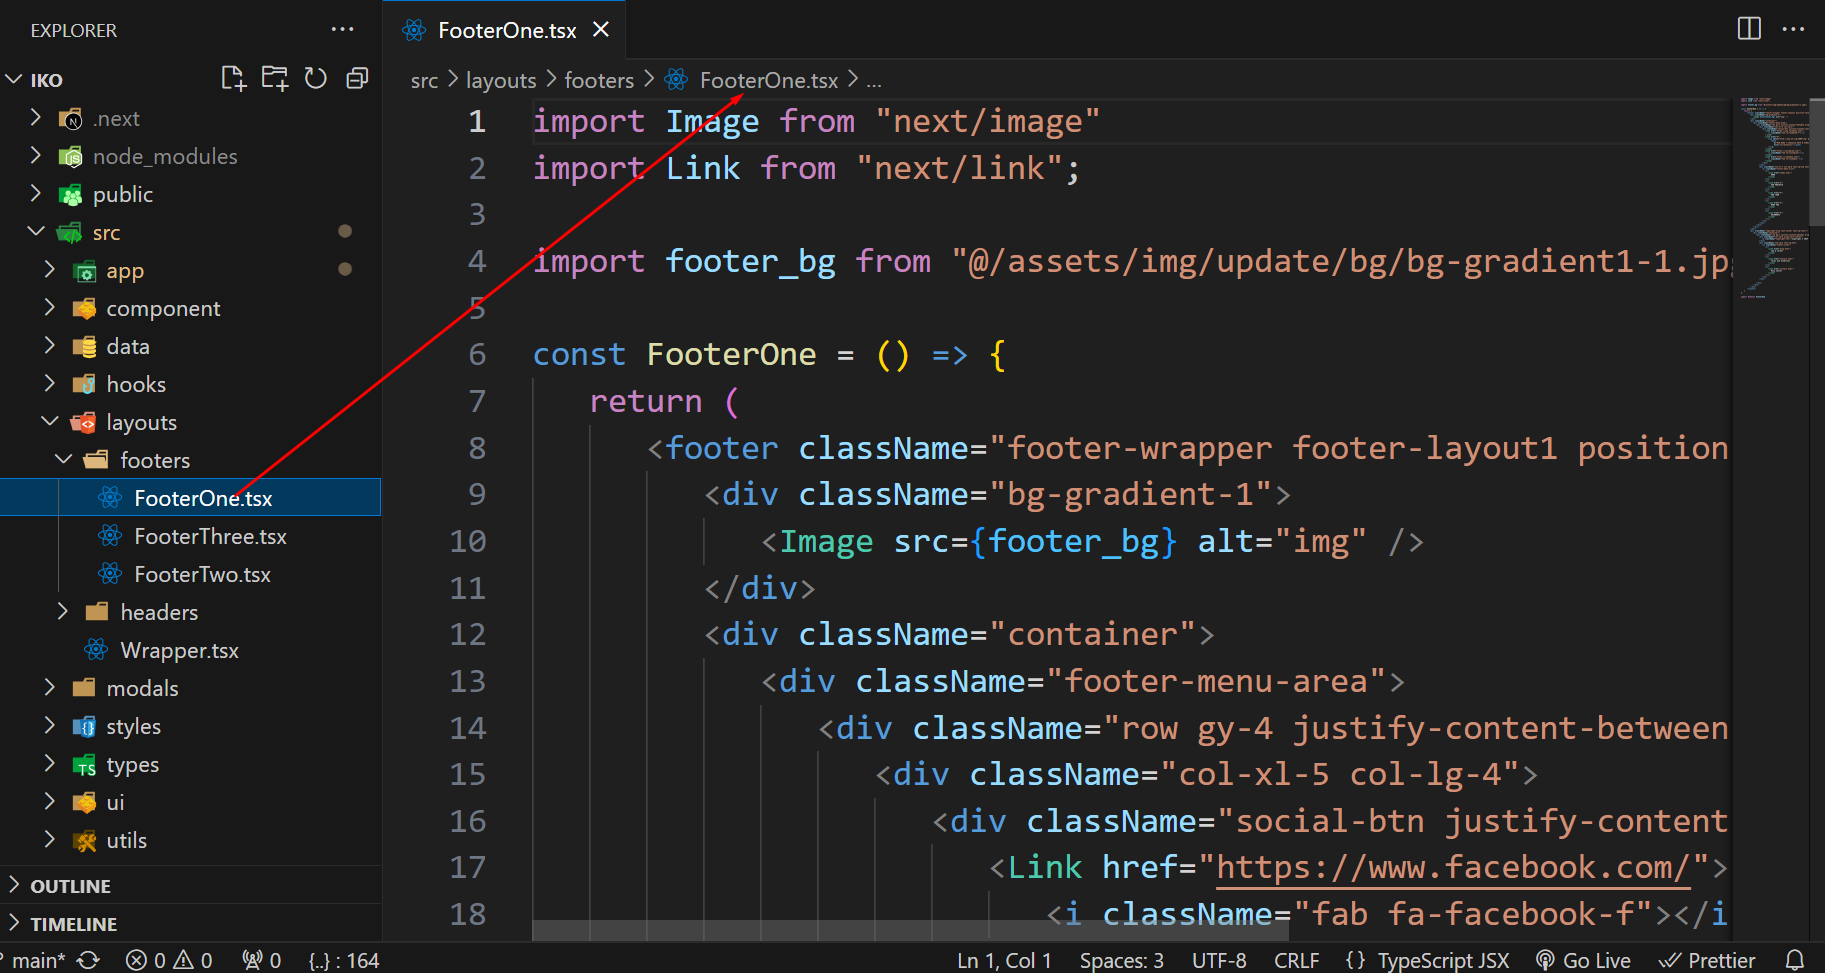 EXPLORER
IKO
.next
node_modules
public
src
app
component
data
hooks
layouts
footers
FooterOne.tsx
FooterThree.tsx
FooterTwo.tsx
headers
Wrapper.tsx
modals
styles
types
ui
utils
OUTLINE
TIMELINE
FooterOne.tsx
src > layouts > footers > FooterOne.tsx > ...
1 import Image from "next/image"
2 import Link from "next/link";
3
4 import footer_bg from "@/assets/img/update/bg/bg-gradient1-1.jp
5
6 const FooterOne = () => {
7 return (
8 <footer className="footer-wrapper footer-layout1 position
9 <div className="bg-gradient-1">
10 <Image src={footer_bg} alt="img" />
11 </div>
12 <div className="container">
13 <div className="footer-menu-area">
14 <div className="row gy-4 justify-content-between
15 <div className="col-xl-5 col-lg-4">
16 <div className="social-btn justify-content
17 <Link href="https://www.facebook.com/">
18 <i className="fab fa-facebook-f"></i
main* 0 0 0 {..} : 164 Ln 1, Col 1 Spaces: 3 UTF-8 CRLF {} TypeScript JSX Go Live Prettier